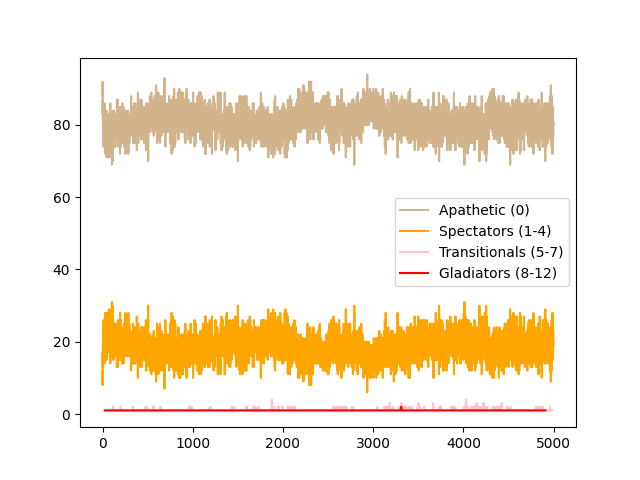 80
60
40
20
0
Apathetic (0)
Spectators (1-4)
Transitionals (5-7)
Gladiators (8-12)
0 1000 2000 3000 4000 5000